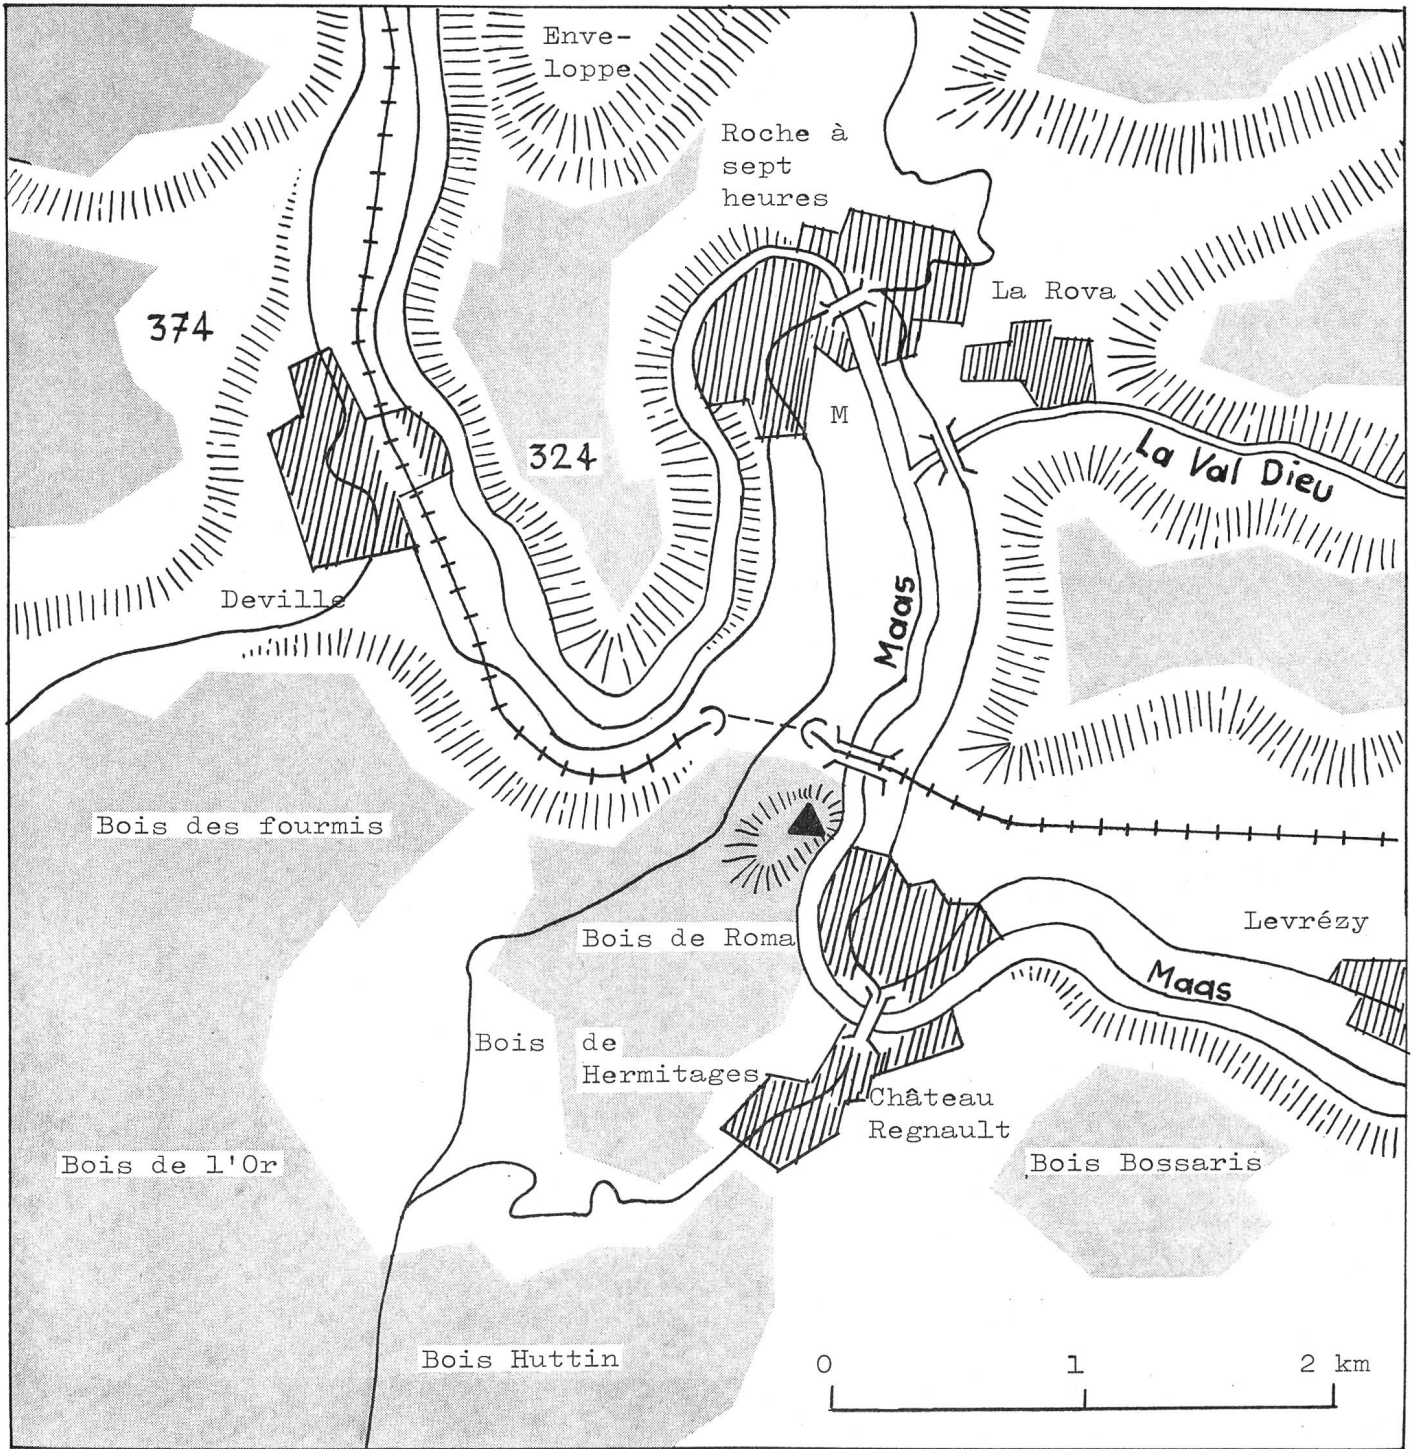 Enve-
loppe
Roche à
sept
heures
La Rova
374
M
324
La Val Dieu
Maas
Deville
Bois des fourmis
Levrézy
Bois de Roma
Maas
Bois de
Hermitages
Château
Regnault
Bois de l'Or
Bois Bossaris
Bois Huttin
0 1 2 km